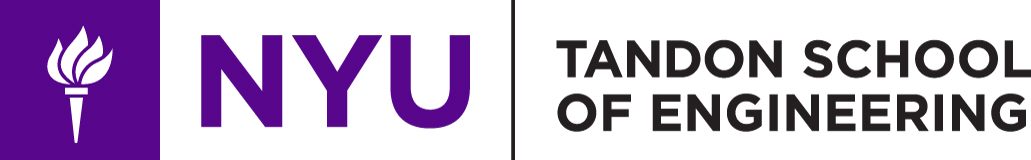 NYU
TANDON SCHOOL
OF ENGINEERING